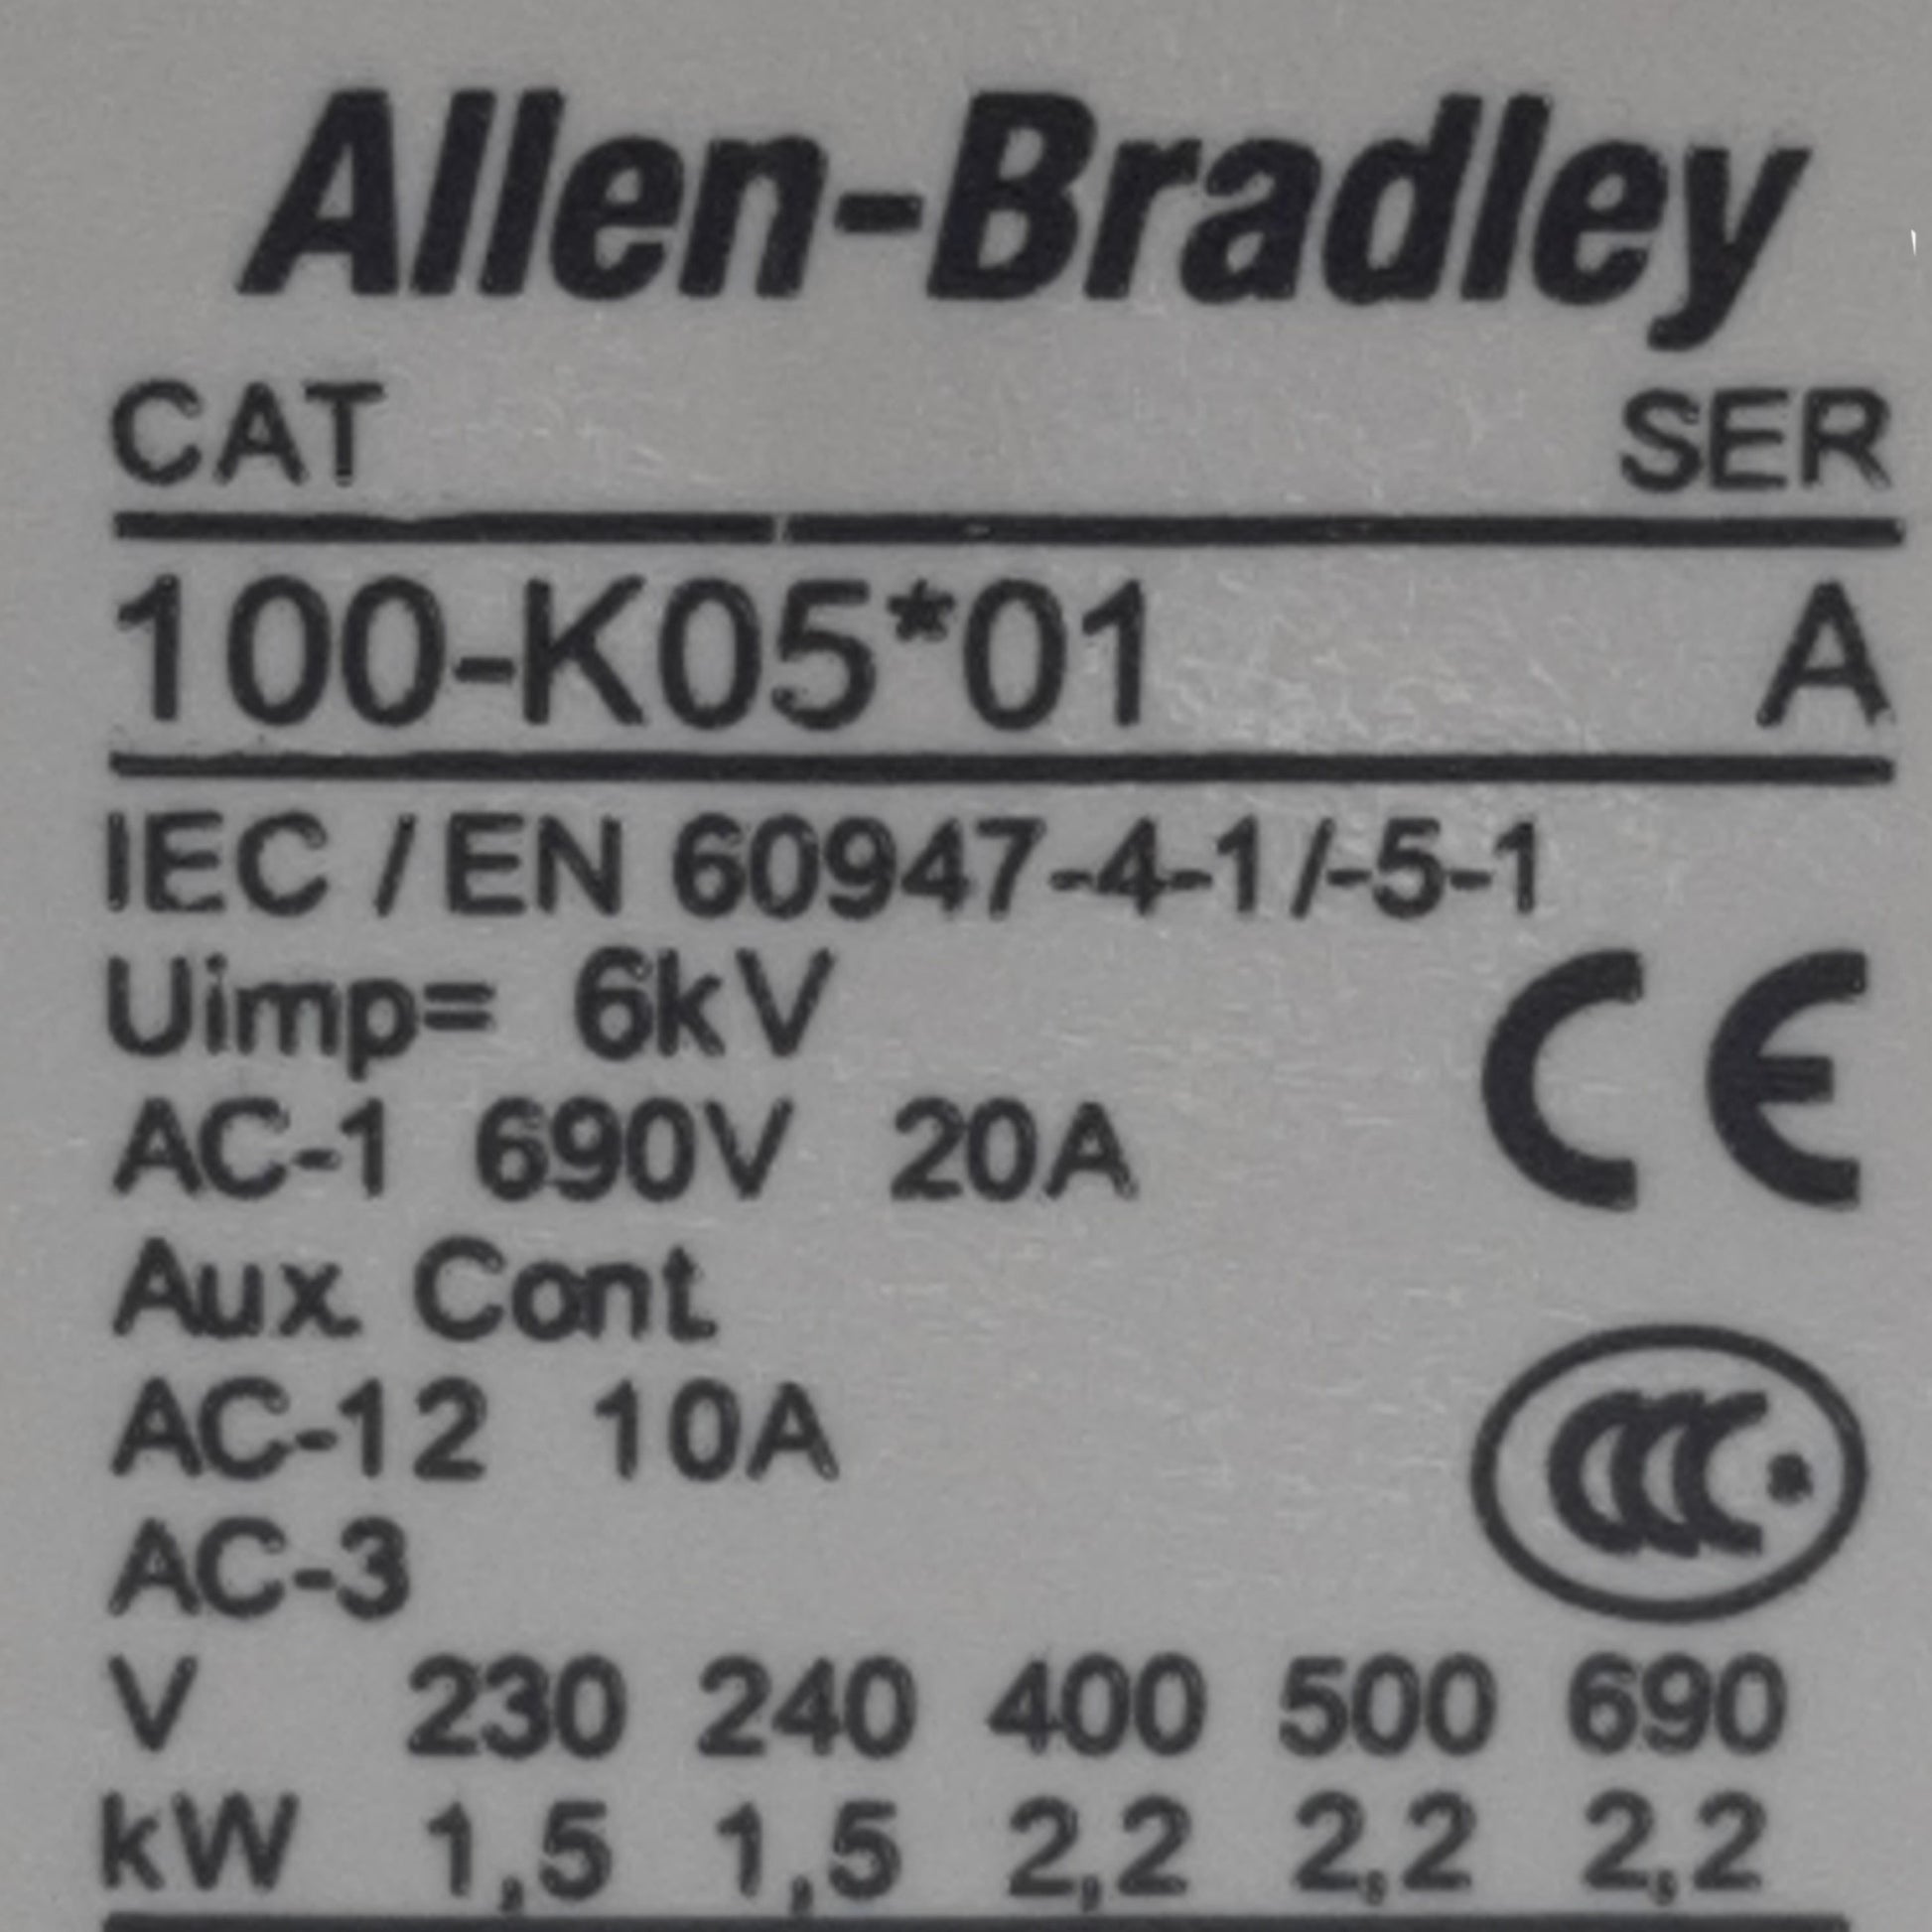 Allen-Bradley
CAT SER
100-K05*01 A
IEC / EN 60947-4-1/-5-1
Uimp= 6kV
CE
AC-1 690V 20A
Aux. Cont.
AC-12 10A
CCC
AC-3
V 230 240 400 500 690
kW 1,5 1,5 2,2 2,2 2,2